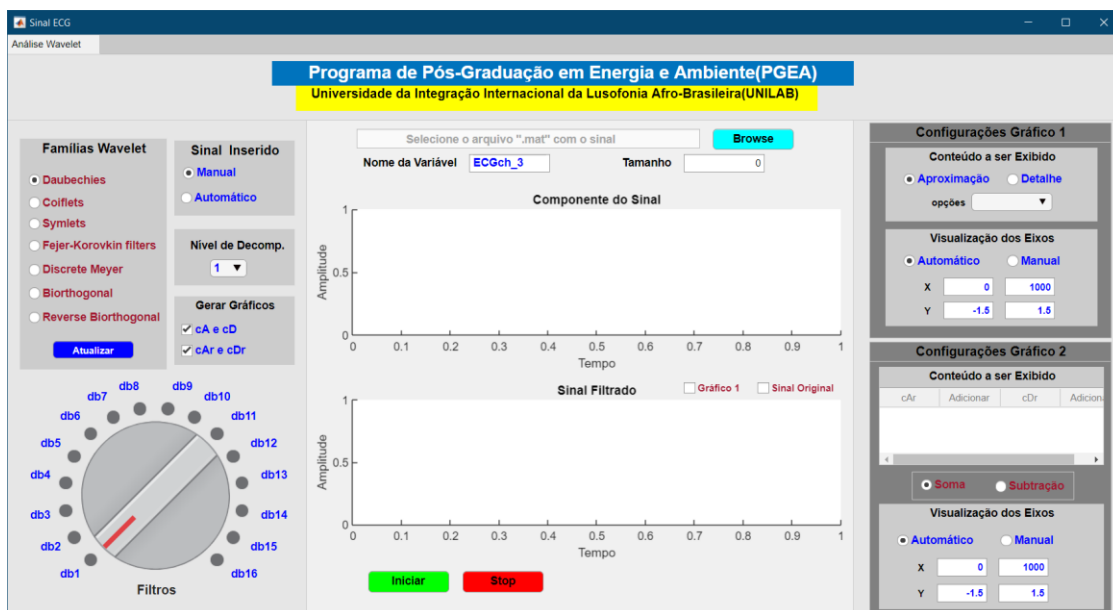 Sinal ECG
Análise Wavelet
Programa de Pós-Graduação em Energia e Ambiente(PGEA)
Universidade da Integração Internacional da Lusofonia Afro-Brasileira(UNILAB)
Famílias Wavelet
Daubechies
Coiflets
Symlets
Fejer-Korovkin filters
Discrete Meyer
Biorthogonal
Reverse Biorthogonal
Atualizar
Sinal Inserido
Manual
Automático
Nível de Decomp.
1
Gerar Gráficos
cA e cD
cAr e cDr
db1
db2
db3
db4
db5
db6
db7
db8
db9
db10
db11
db12
db13
db14
db15
db16
Filtros
Selecione o arquivo ".mat" com o sinal
Browse
Nome da Variável ECGch_3 Tamanho 0
Componente do Sinal
Amplitude
1
0.5
0
0 0.1 0.2 0.3 0.4 0.5 0.6 0.7 0.8 0.9 1
Tempo
Sinal Filtrado
Gráfico 1 Sinal Original
Amplitude
1
0.5
0
0 0.1 0.2 0.3 0.4 0.5 0.6 0.7 0.8 0.9 1
Tempo
Iniciar Stop
Configurações Gráfico 1
Conteúdo a ser Exibido
Aproximação Detalhe
opções
Visualização dos Eixos
Automático Manual
X 0 1000
Y -1.5 1.5
Configurações Gráfico 2
Conteúdo a ser Exibido
cAr Adicionar cDr Adicion
Soma Subtração
Visualização dos Eixos
Automático Manual
X 0 1000
Y -1.5 1.5